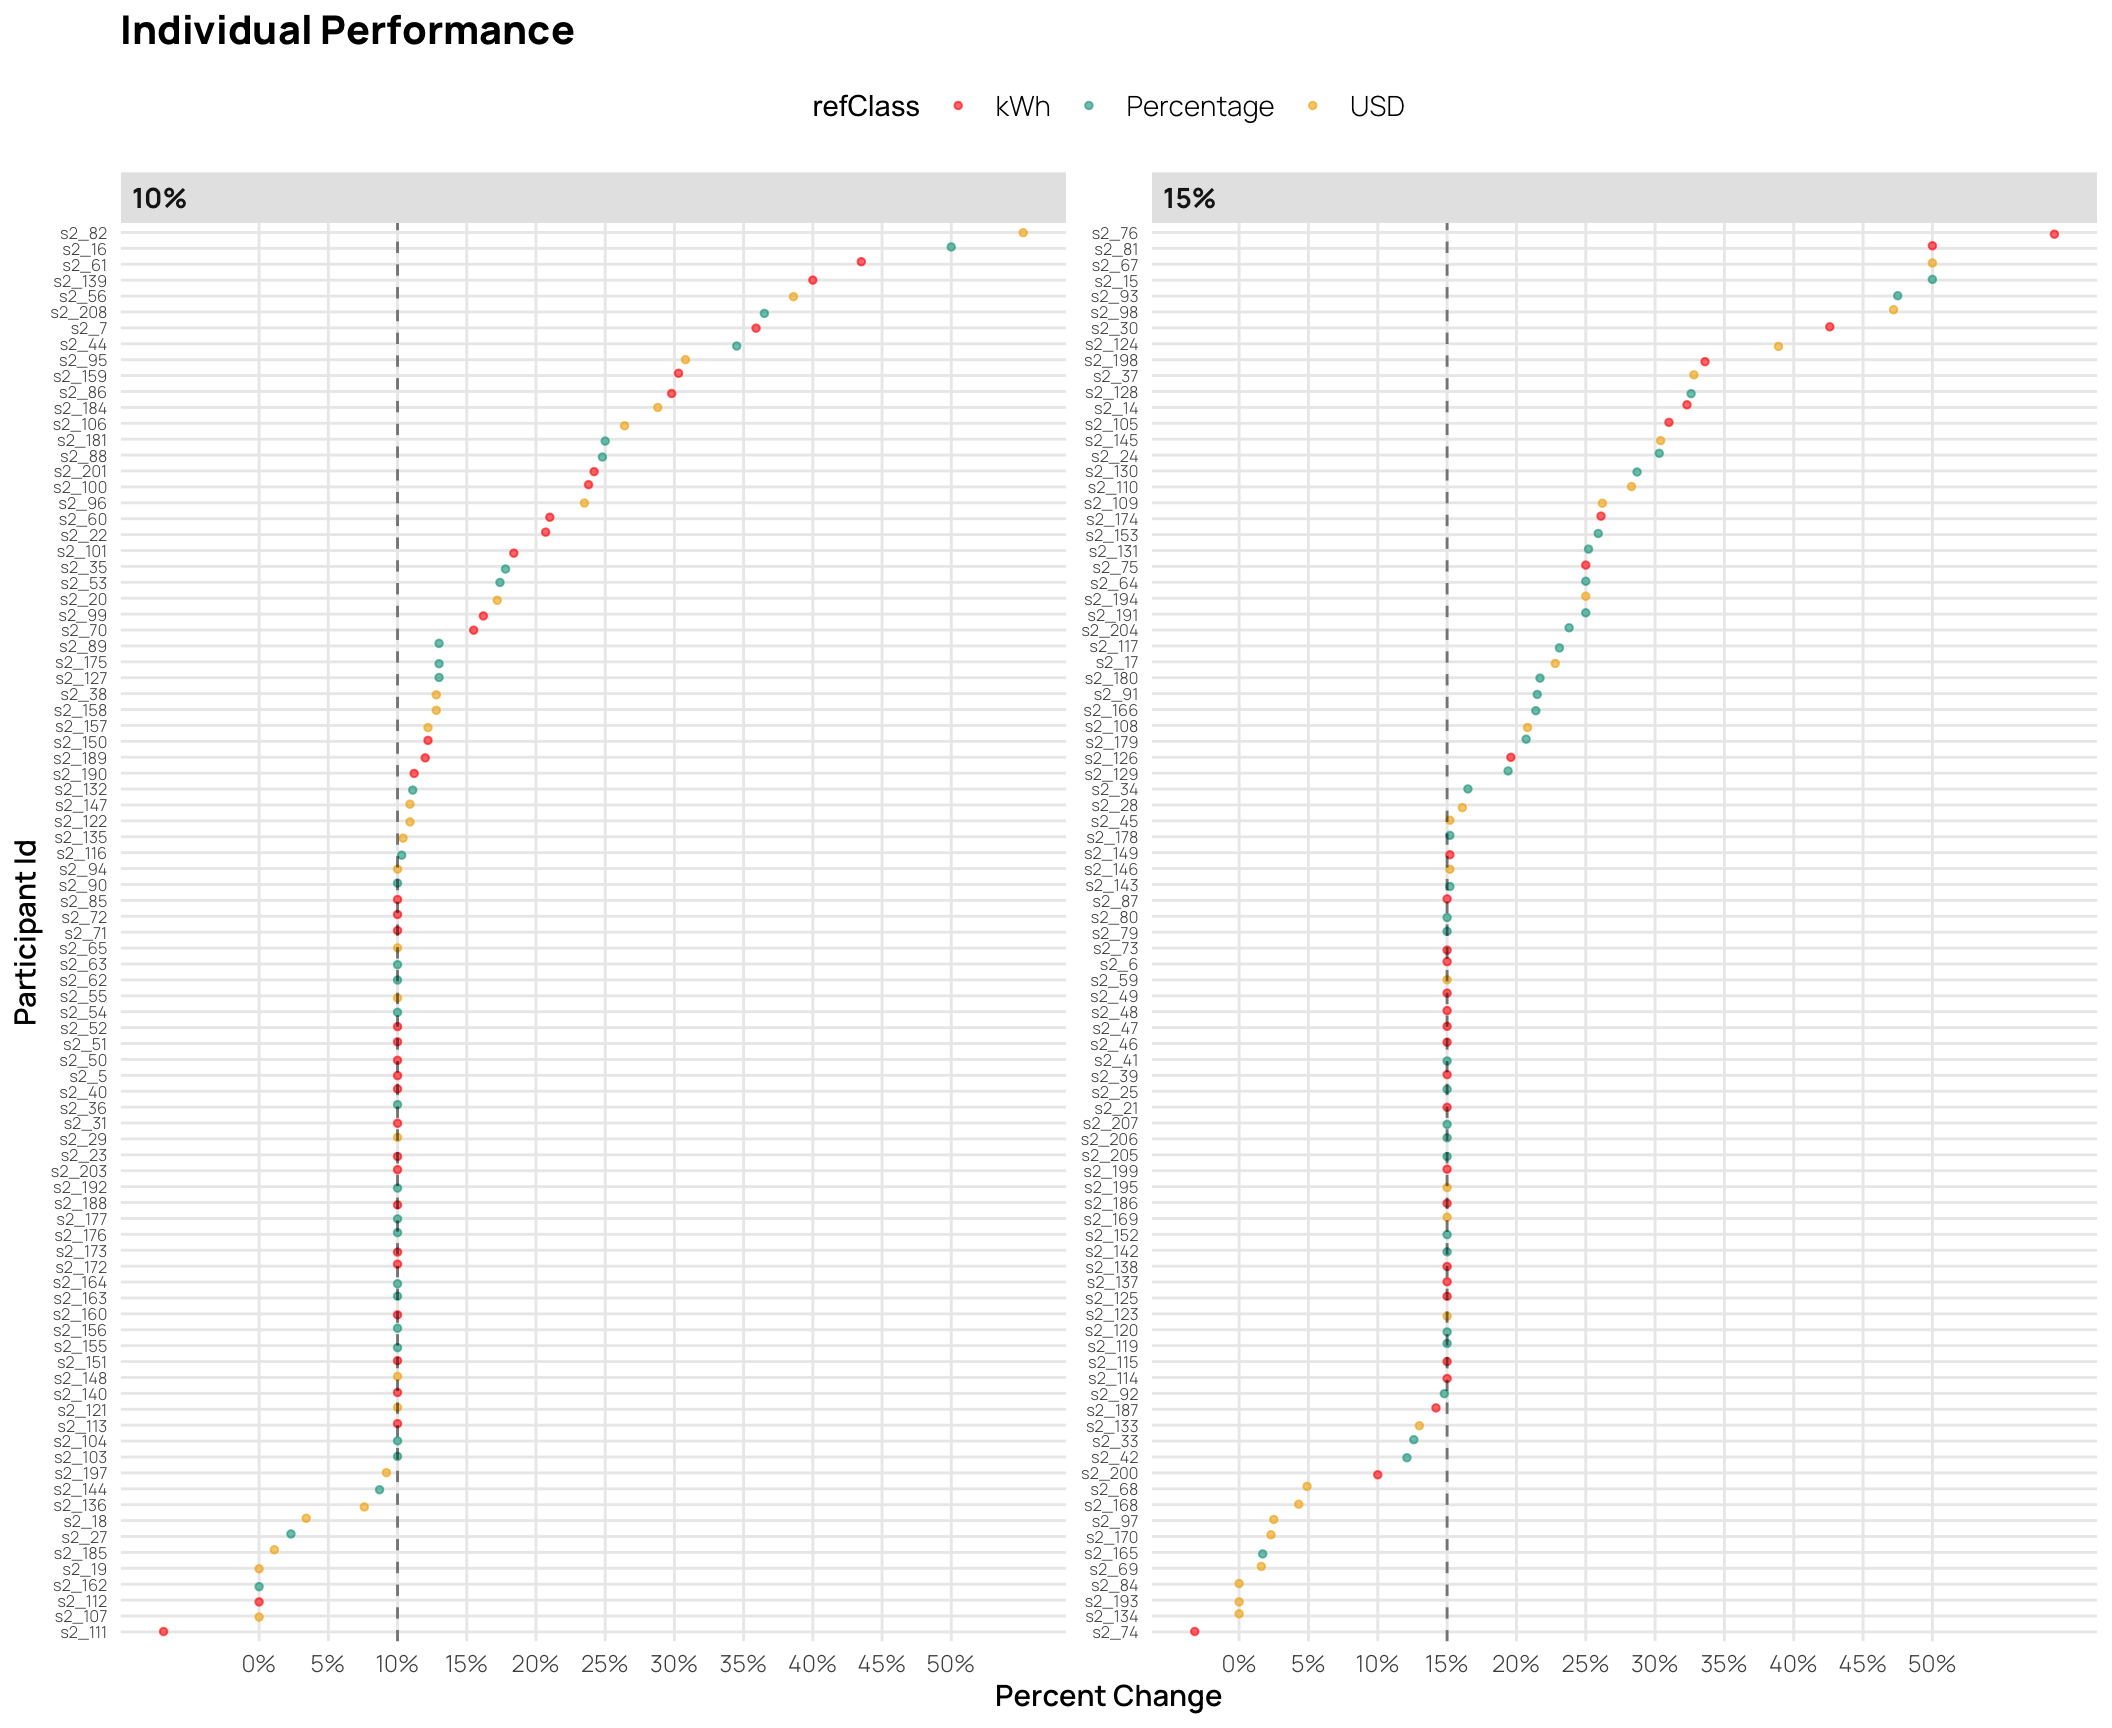 Individual Performance
refClass kWh Percentage USD
10%
s2_82
s2_16
s2_61
s2_139
s2_56
s2_208
s2_7
s2_44
s2_95
s2_159
s2_86
s2_184
s2_106
s2_181
s2_88
s2_201
s2_100
s2_96
s2_60
s2_22
s2_101
s2_35
s2_53
s2_20
s2_99
s2_70
s2_89
s2_175
s2_127
s2_38
s2_158
s2_157
s2_150
s2_189
s2_190
s2_132
s2_147
s2_122
s2_135
s2_116
s2_94
s2_90
s2_85
s2_72
s2_71
s2_65
s2_63
s2_62
s2_55
s2_54
s2_52
s2_51
s2_50
s2_5
s2_40
s2_36
s2_31
s2_29
s2_23
s2_203
s2_192
s2_188
s2_177
s2_176
s2_173
s2_172
s2_164
s2_163
s2_160
s2_156
s2_155
s2_151
s2_148
s2_140
s2_121
s2_113
s2_104
s2_103
s2_197
s2_144
s2_136
s2_18
s2_27
s2_185
s2_19
s2_162
s2_112
s2_107
s2_111
0% 5% 10% 15% 20% 25% 30% 35% 40% 45% 50%
15%
s2_76
s2_81
s2_67
s2_15
s2_93
s2_98
s2_30
s2_124
s2_198
s2_37
s2_128
s2_14
s2_105
s2_145
s2_24
s2_130
s2_110
s2_109
s2_174
s2_153
s2_131
s2_75
s2_64
s2_194
s2_191
s2_204
s2_117
s2_17
s2_180
s2_91
s2_166
s2_108
s2_179
s2_126
s2_129
s2_34
s2_28
s2_45
s2_178
s2_149
s2_146
s2_143
s2_87
s2_80
s2_79
s2_73
s2_6
s2_59
s2_49
s2_48
s2_47
s2_46
s2_41
s2_39
s2_25
s2_21
s2_207
s2_206
s2_205
s2_199
s2_195
s2_186
s2_169
s2_152
s2_142
s2_138
s2_137
s2_125
s2_123
s2_120
s2_119
s2_115
s2_114
s2_92
s2_187
s2_133
s2_33
s2_42
s2_200
s2_68
s2_168
s2_97
s2_170
s2_165
s2_69
s2_84
s2_193
s2_134
s2_74
0% 5% 10% 15% 20% 25% 30% 35% 40% 45% 50%
Participant Id
Percent Change